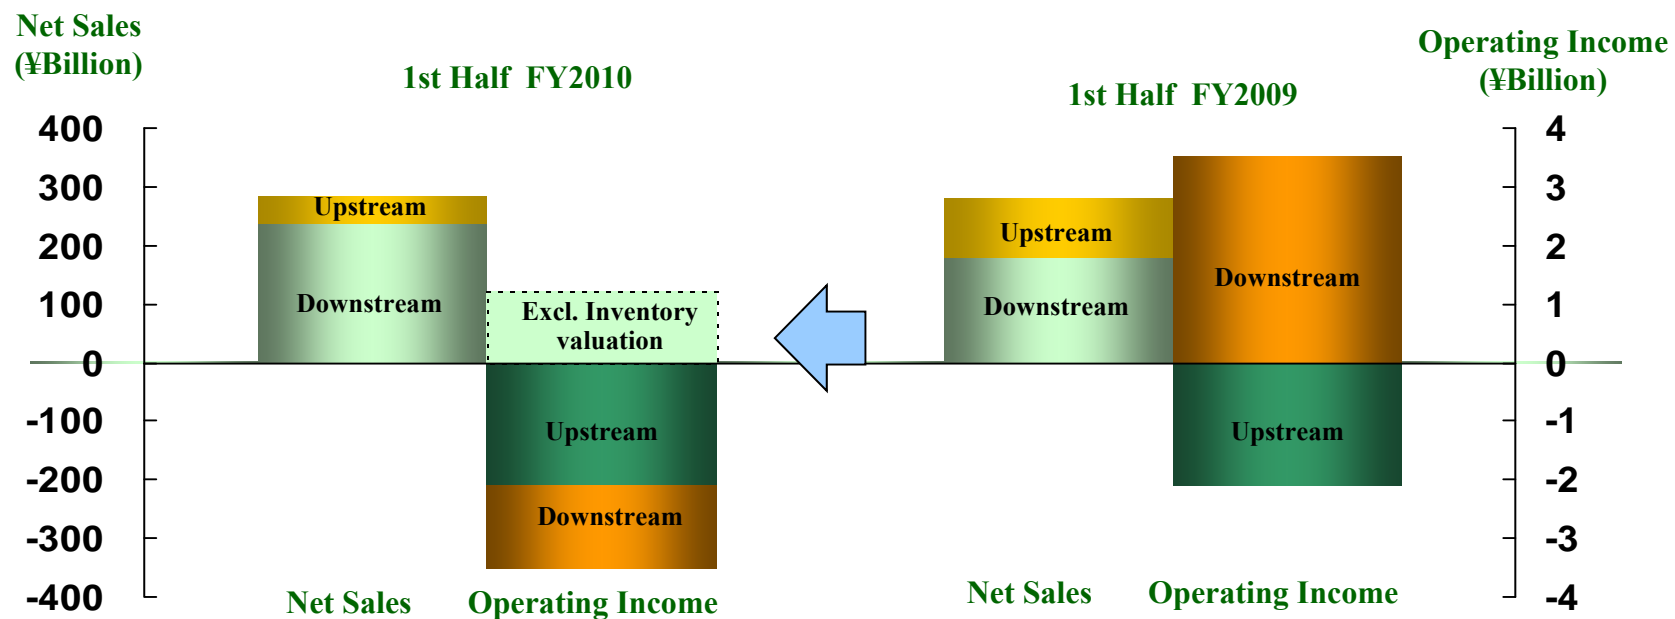 Net Sales
(¥Billion)
Operating Income
(¥Billion)
1st Half  FY2010
1st Half  FY2009
400
300
200
100
0
-100
-200
-300
-400
Upstream
Downstream
Excl. Inventory
valuation
Upstream
Downstream
Net Sales
Operating Income
Upstream
Downstream
Downstream
Upstream
Net Sales
Operating Income
4
3
2
1
0
-1
-2
-3
-4